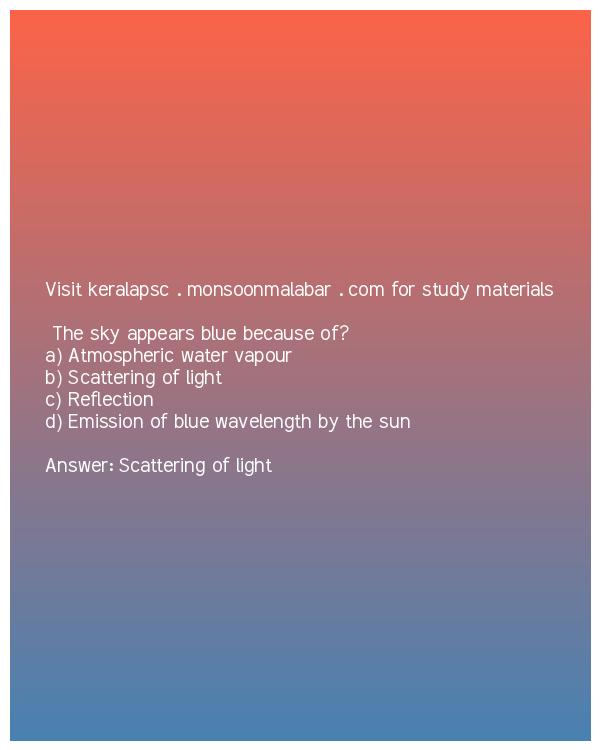 Visit keralapsc . monsoonmalabar . com for study materials
The sky appears blue because of?
a) Atmospheric water vapour
b) Scattering of light
c) Reflection
d) Emission of blue wavelength by the sun
Answer: Scattering of light